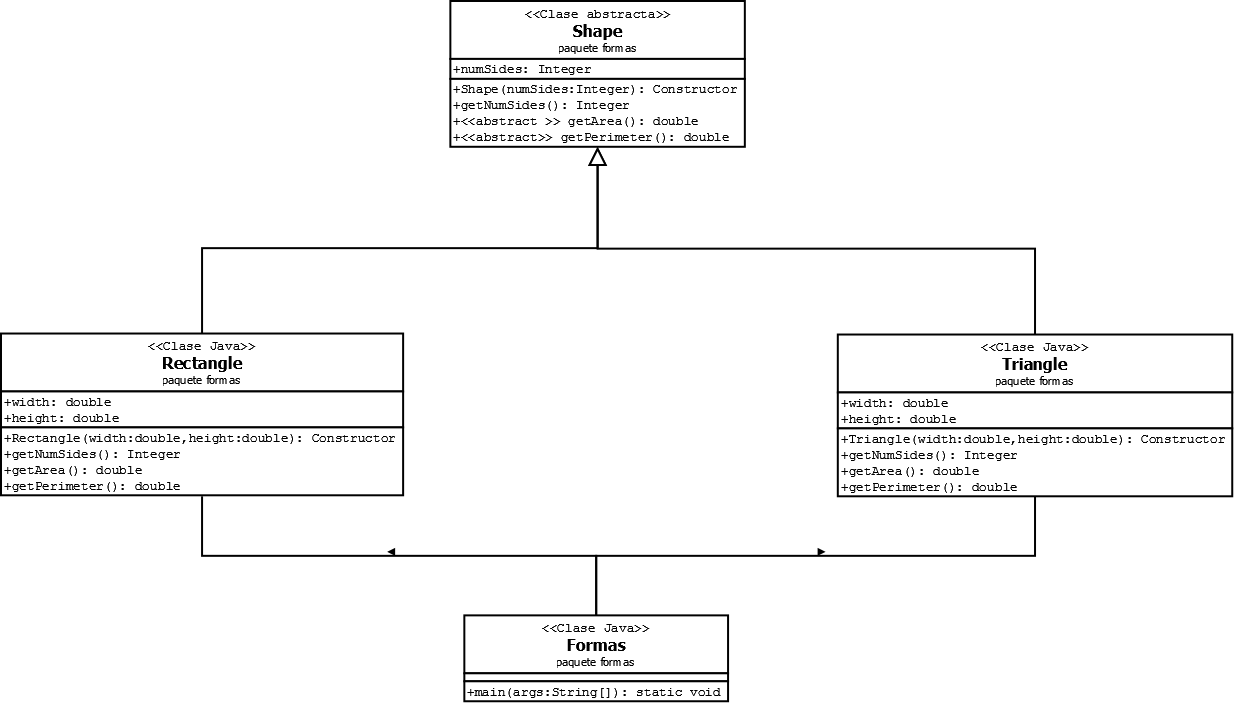 <<Clase abstracta>>
Shape
paquete formas
+numSides: Integer
+Shape(numSides:Integer): Constructor
+getNumSides(): Integer
+<<abstract >> getArea(): double
+<<abstract>> getPerimeter(): double
<<Clase Java>>
Rectangle
paquete formas
+width: double
+height: double
+Rectangle(width:double,height:double): Constructor
+getNumSides(): Integer
+getArea(): double
+getPerimeter(): double
<<Clase Java>>
Triangle
paquete formas
+width: double
+height: double
+Triangle(width:double,height:double): Constructor
+getNumSides(): Integer
+getArea(): double
+getPerimeter(): double
<<Clase Java>>
Formas
paquete formas
+main(args:String[]): static void